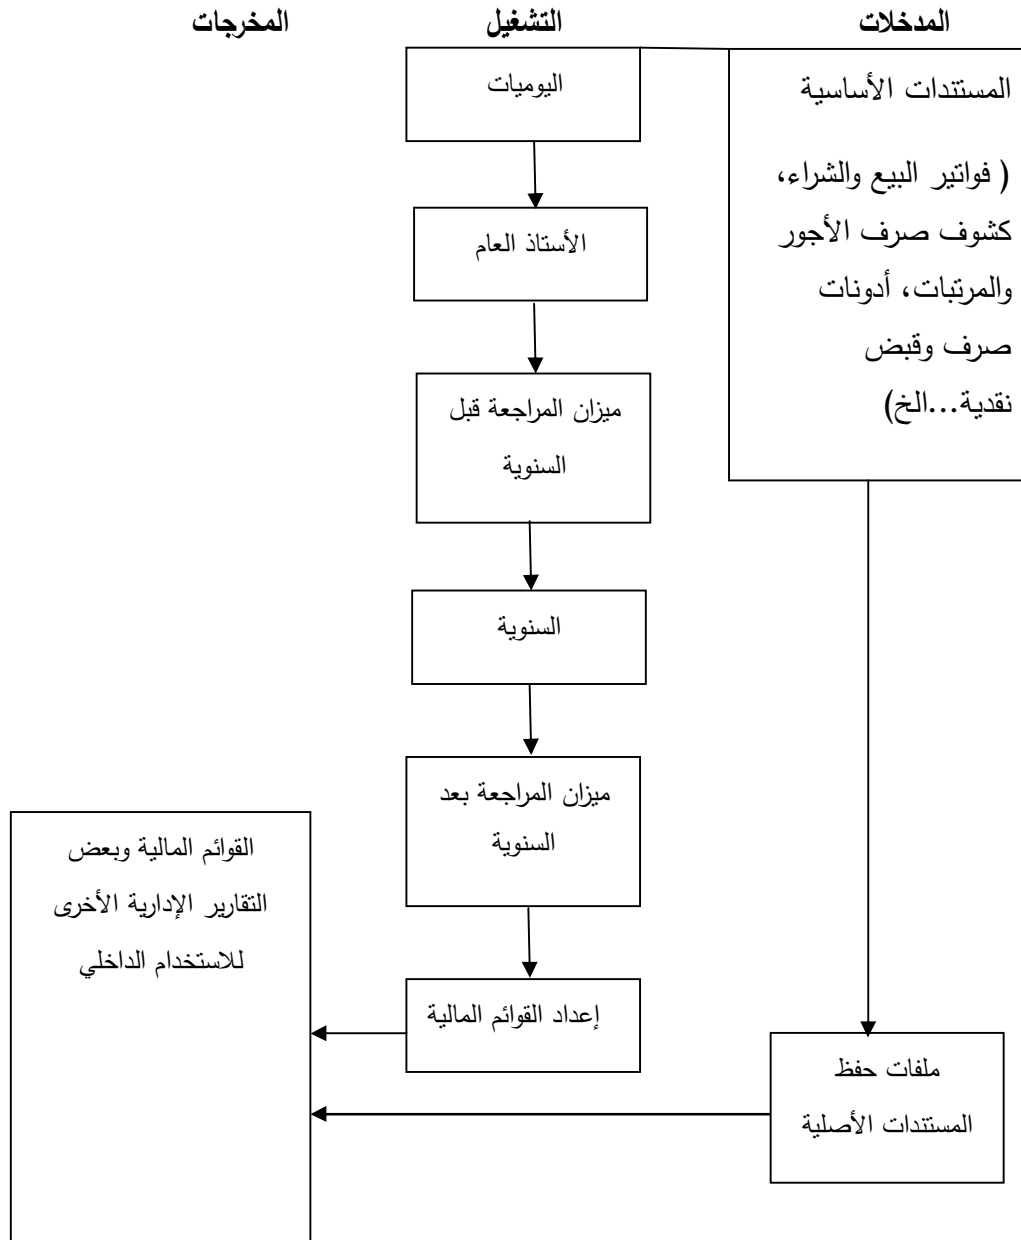 المدخلات
التشغيل
المخرجات
المستندات الأساسية
( فواتير البيع والشراء،
كشوف صرف الأجور
والمرتبات، أدونات
صرف وقبض
نقدية...الخ)
اليوميات
الأستاذ العام
ميزان المراجعة قبل
السنوية
السنوية
ميزان المراجعة بعد
السنوية
إعداد القوائم المالية
ملفات حفظ
المستندات الأصلية
القوائم المالية وبعض
التقارير الإدارية الأخرى
للاستخدام الداخلي